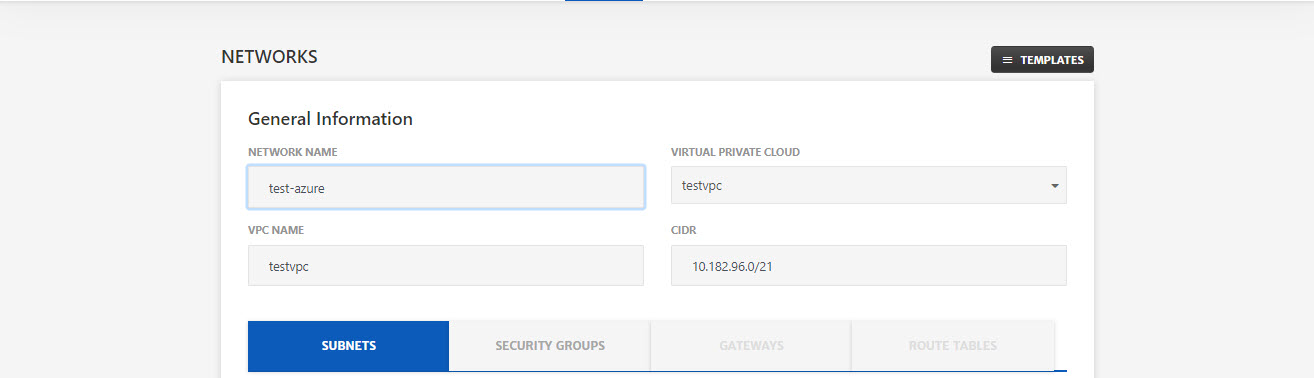 NETWORKS
TEMPLATES
General Information
NETWORK NAME
VIRTUAL PRIVATE CLOUD
test-azure
testvpc
VPC NAME
CIDR
testvpc
10.182.96.0/21
SUBNETS
SECURITY GROUPS
GATEWAYS
ROUTE TABLES